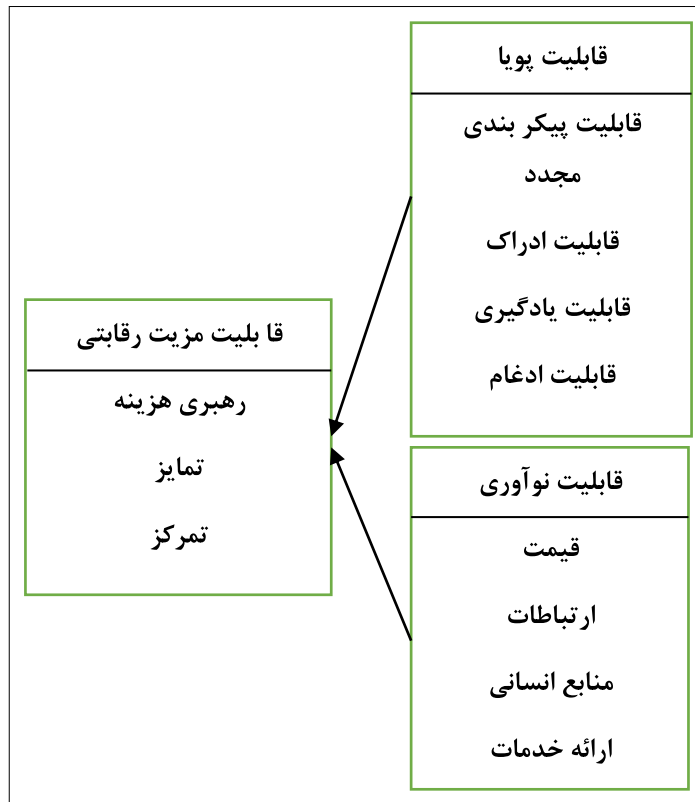 قابلیت پویا
قابلیت پیکر بندی
مجدد
قابلیت ادراک
قابلیت یادگیری
قابلیت ادغام
قا بلیت مزیت رقابتی
رهبری هزینه
تمایز
تمرکز
قابلیت نوآوری
قیمت
ارتباطات
منابع انسانی
ارائه خدمات